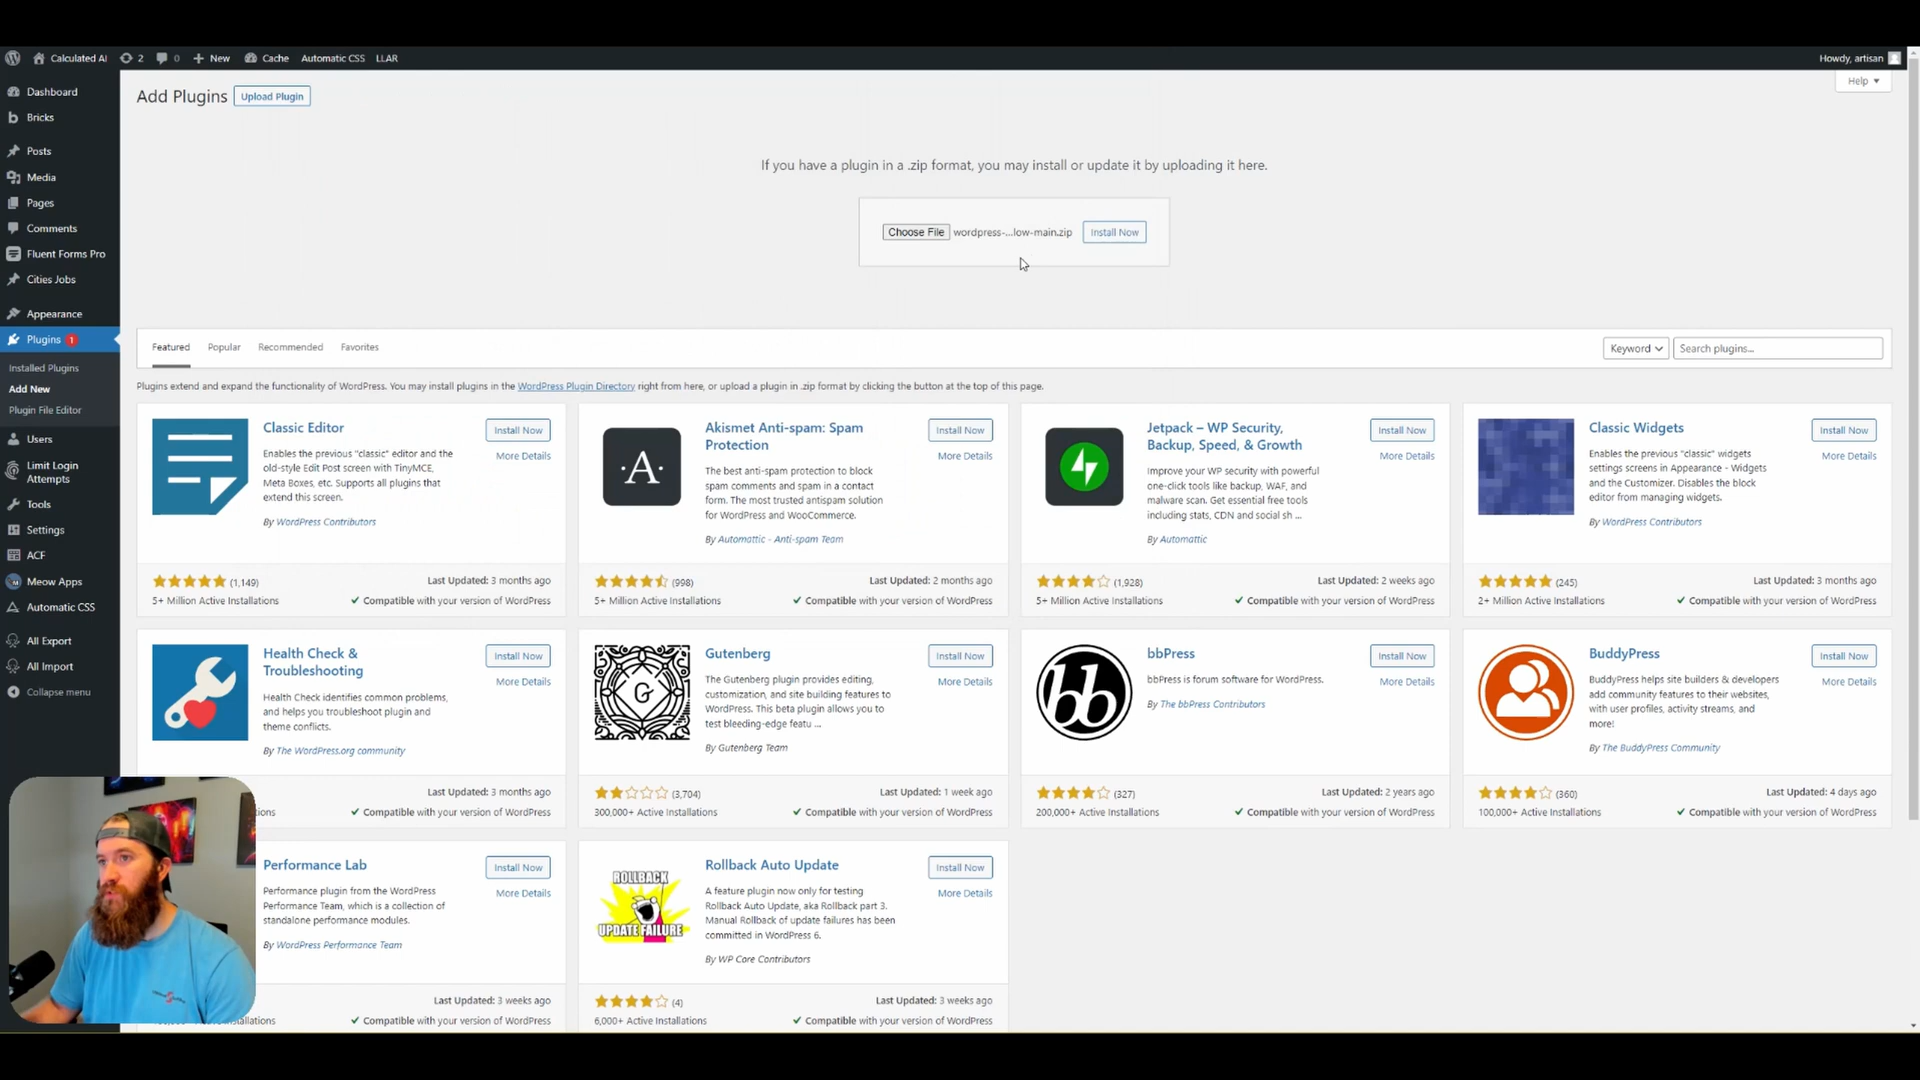 Calculated AI 2 0 New Cache Automatic CSS LLAR Howdy, artisan
Help
Dashboard
Bricks
Posts
Media
Pages
Comments
Fluent Forms Pro
Cities Jobs
Appearance
Plugins 1
Installed Plugins
Add New
Plugin File Editor
Users
Limit Login
Attempts
Tools
Settings
ACF
Meow Apps
Automatic CSS
All Export
All Import
Collapse menu
Add Plugins Upload Plugin
If you have a plugin in a .zip format, you may install or update it by uploading it here.
Choose File wordpress-...low-main.zip Install Now
Featured Popular Recommended Favorites Keyword Search plugins...
Plugins extend and expand the functionality of WordPress. You may install plugins in the WordPress Plugin Directory right from here, or upload a plugin in .zip format by clicking the button at the top of this page.
Classic Editor
Install Now
More Details
Enables the previous "classic" editor and the
old-style Edit Post screen with TinyMCE,
Meta Boxes, etc. Supports all plugins that
extend this screen.
By WordPress Contributors
(1,149) Last Updated: 3 months ago
5+ Million Active Installations Compatible with your version of WordPress
A
Akismet Anti-spam: Spam
Protection
Install Now
More Details
The best anti-spam protection to block
spam comments and spam in a contact
form. The most trusted antispam solution
for WordPress and WooCommerce.
By Automattic - Anti-spam Team
(998) Last Updated: 2 months ago
5+ Million Active Installations Compatible with your version of WordPress
Jetpack – WP Security,
Backup, Speed, & Growth
Install Now
More Details
Improve your WP security with powerful
one-click tools like backup, WAF, and
malware scan. Get essential free tools
including stats, CDN and social sh ...
By Automattic
(1,928) Last Updated: 2 weeks ago
5+ Million Active Installations Compatible with your version of WordPress
Classic Widgets
Install Now
More Details
Enables the previous "classic" widgets
settings screens in Appearance - Widgets
and the Customizer. Disables the block
editor from managing widgets.
By WordPress Contributors
(245) Last Updated: 3 months ago
2+ Million Active Installations Compatible with your version of WordPress
Health Check &
Troubleshooting
Install Now
More Details
Health Check identifies common problems,
and helps you troubleshoot plugin and
theme conflicts.
By The WordPress.org community
Last Updated: 3 months ago
Compatible with your version of WordPress
G
Gutenberg
Install Now
More Details
The Gutenberg plugin provides editing,
customization, and site building features to
WordPress. This beta plugin allows you to
test bleeding-edge featu ...
By Gutenberg Team
(3,704) Last Updated: 1 week ago
300,000+ Active Installations Compatible with your version of WordPress
bb
bbPress
Install Now
More Details
bbPress is forum software for WordPress.
By The bbPress Contributors
(327) Last Updated: 2 years ago
200,000+ Active Installations Compatible with your version of WordPress
BuddyPress
Install Now
More Details
BuddyPress helps site builders & developers
add community features to their websites,
with user profiles, activity streams, and
more!
By The BuddyPress Community
(360) Last Updated: 4 days ago
100,000+ Active Installations Compatible with your version of WordPress
Performance Lab
Install Now
More Details
Performance plugin from the WordPress
Performance Team, which is a collection of
standalone performance modules.
By WordPress Performance Team
Last Updated: 3 weeks ago
Compatible with your version of WordPress
ROLLBACK
UPDATE FAILURE
Rollback Auto Update
Install Now
More Details
A feature plugin now only for testing
Rollback Auto Update, aka Rollback part 3.
Manual Rollback of update failures has been
committed in WordPress 6.
By WP Core Contributors
(4) Last Updated: 3 weeks ago
6,000+ Active Installations Compatible with your version of WordPress